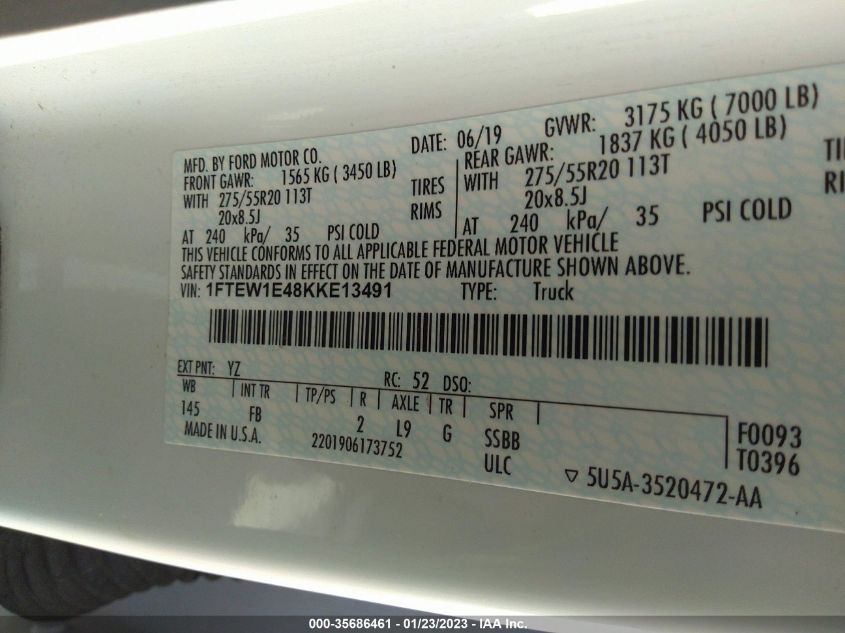 MFD. BY FORD MOTOR CO. DATE: 06/19 GVWR: 3175 KG ( 7000 LB)
FRONT GAWR: 1565 KG ( 3450 LB) REAR GAWR: 1837 KG ( 4050 LB)
WITH 275/55R20 113T TIRES WITH 275/55R20 113T
20x8.5J RIMS 20x8.5J
AT 240 kPa/ 35 PSI COLD AT 240 kPa/ 35 PSI COLD
THIS VEHICLE CONFORMS TO ALL APPLICABLE FEDERAL MOTOR VEHICLE
SAFETY STANDARDS IN EFFECT ON THE DATE OF MANUFACTURE SHOWN ABOVE.
VIN: 1FTEW1E48KKE13491 TYPE: Truck
EXT PNT: YZ RC: 52 DSO:
WB INT TR TP/PS R AXLE TR SPR
145 FB 2 L9 G SSBB
MADE IN U.S.A. 2201906173752 ULC
F0093
T0396
5U5A-3520472-AA
000-35686461 - 01/23/2023 - IAA Inc.